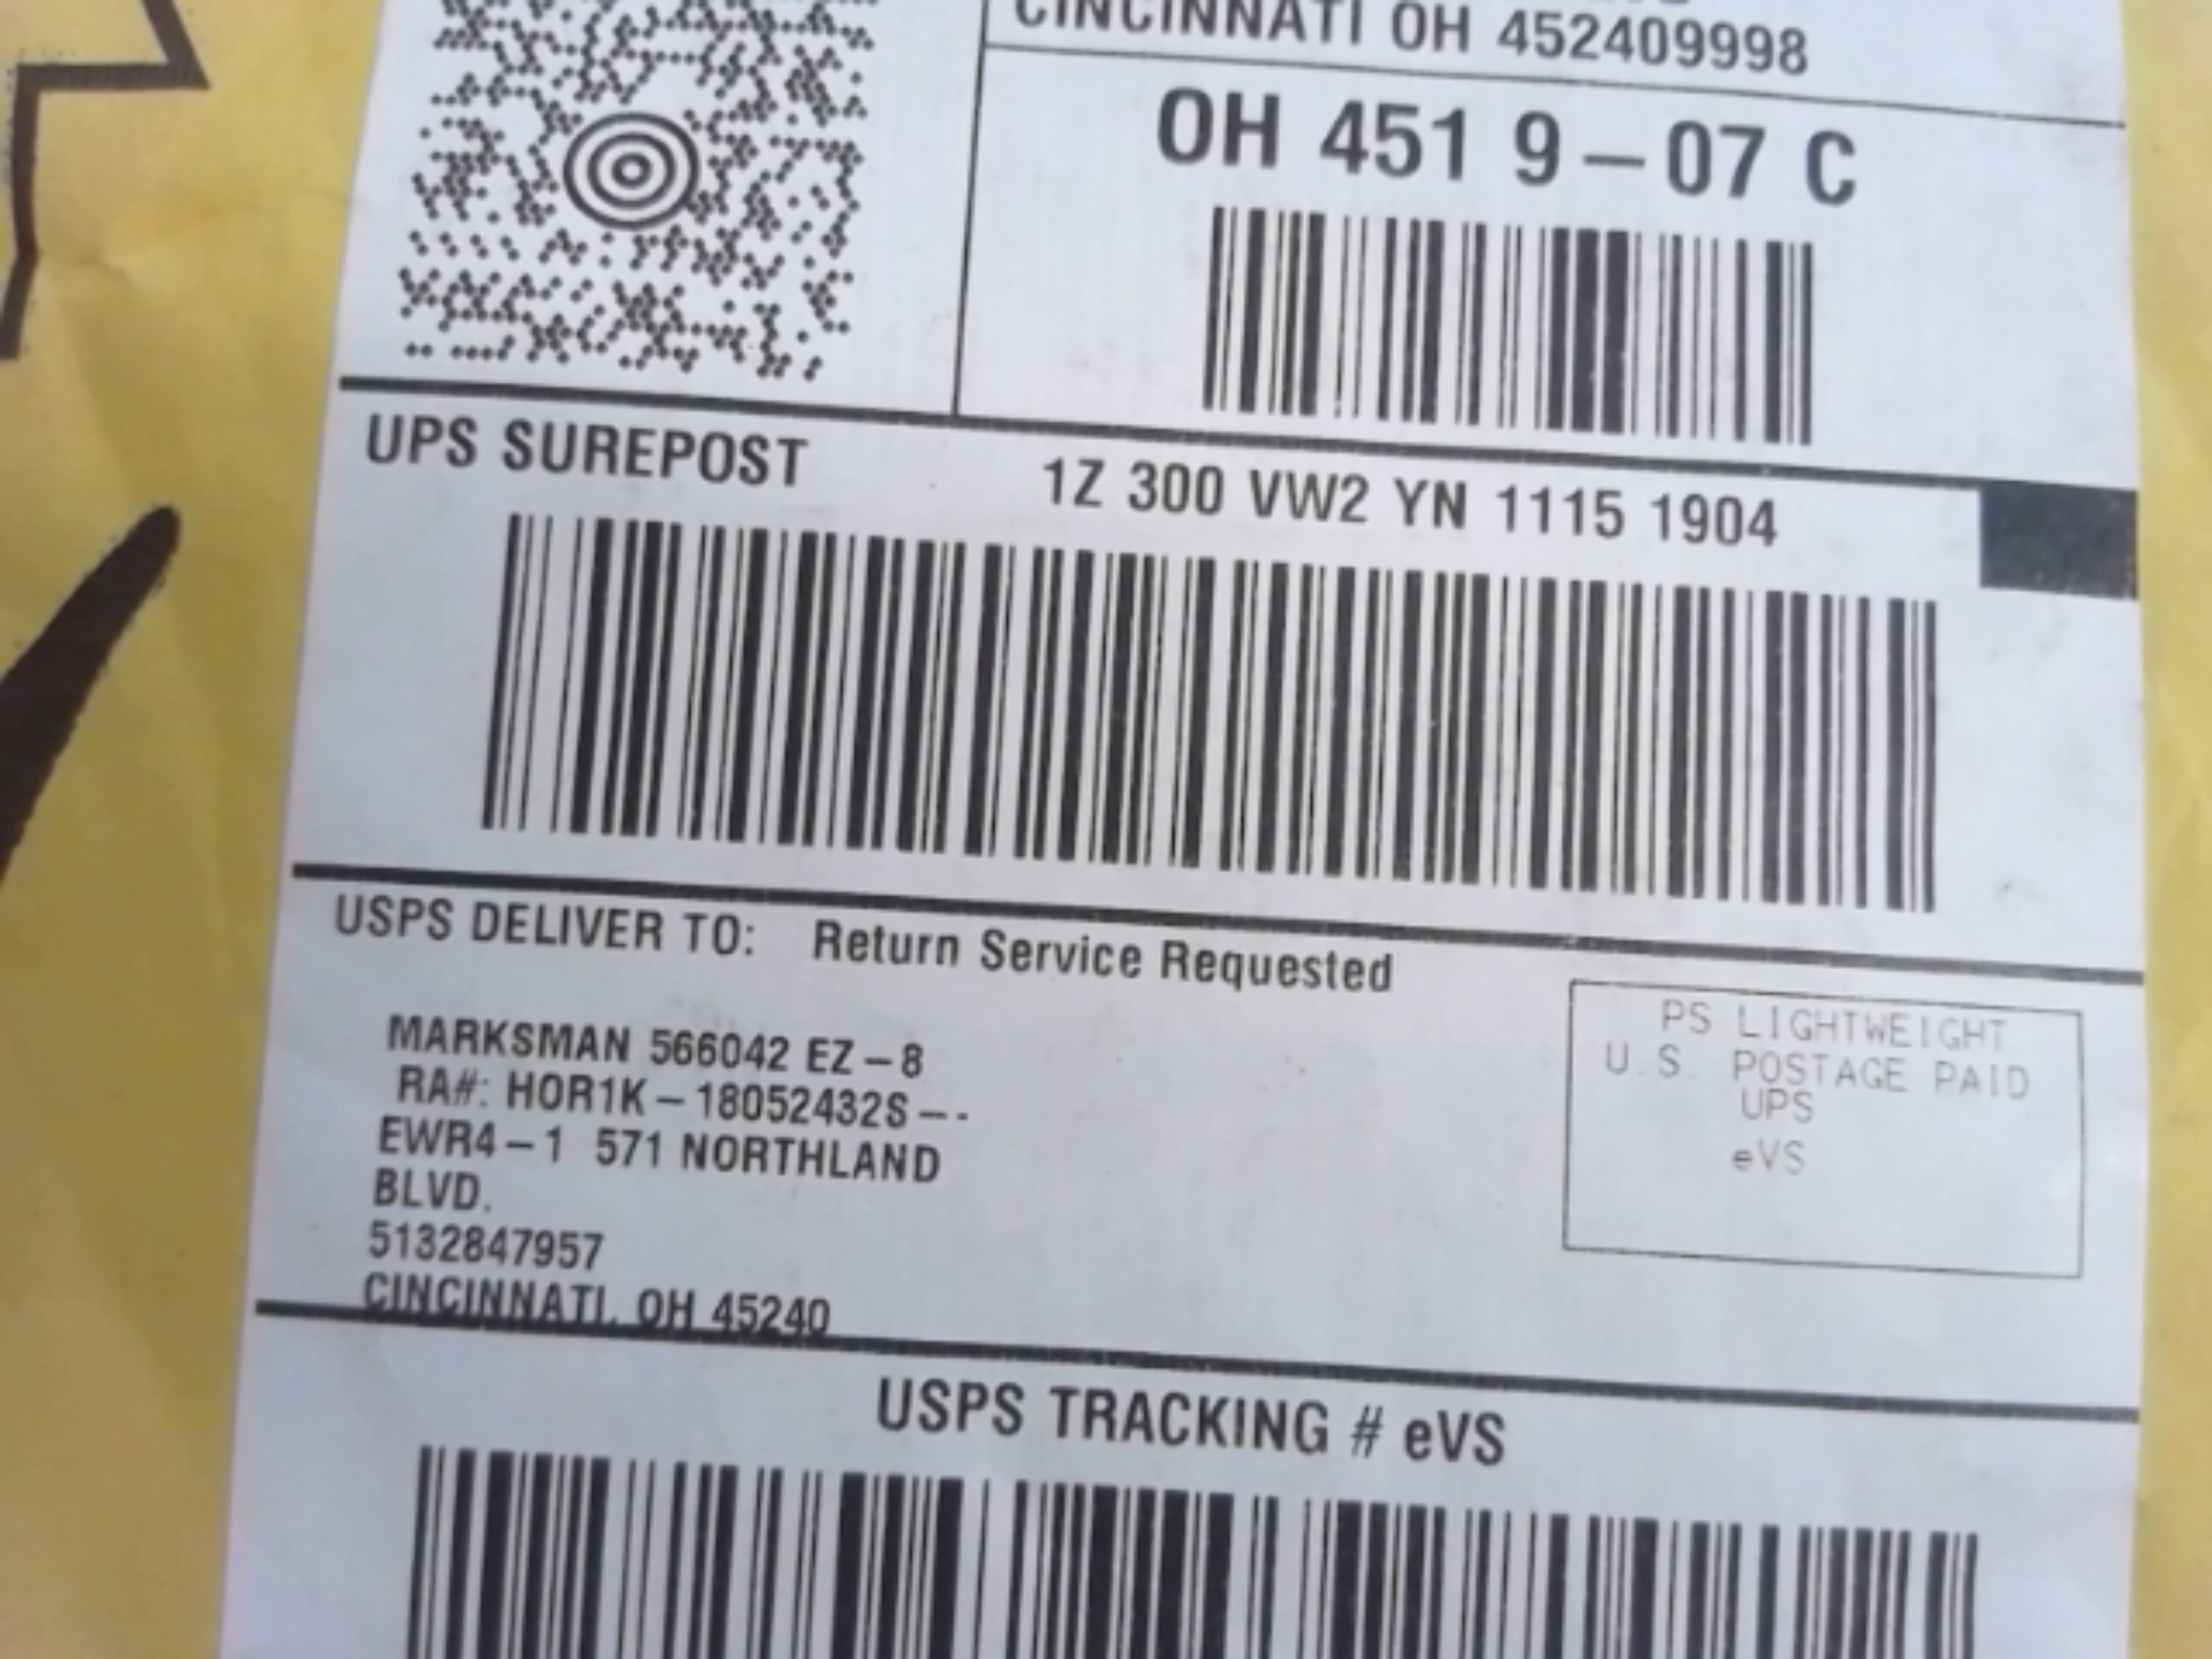 CINCINNATI OH 452409998
OH 451 9-07 C
UPS SUREPOST 1Z 300 VW2 YN 1115 1904
USPS DELIVER TO: Return Service Requested
MARKSMAN 566042 EZ-8
RA#: HOR1K-18052432S--
EWR4-1 571 NORTHLAND
BLVD.
5132847957
CINCINNATI, OH 45240
PS LIGHTWEIGHT
U.S. POSTAGE PAID
UPS
eVS
USPS TRACKING # eVS